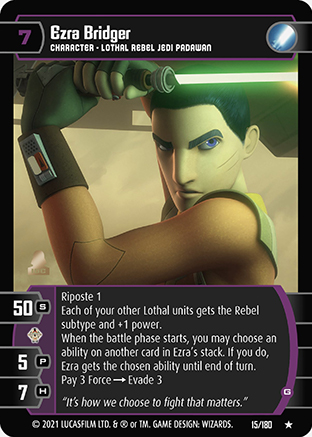 7
Ezra Bridger
CHARACTER - LOTHAL REBEL JEDI PADAWAN
50 S
5 P
7 H
Riposte 1
Each of your other Lothal units gets the Rebel
subtype and +1 power.
When the battle phase starts, you may choose an
ability on another card in Ezra's stack. If you do,
Ezra gets the chosen ability until end of turn.
Pay 3 Force → Evade 3
"It's how we choose to fight that matters."
G
© 2021 LUCASFILM LTD. & ® or TM. GAME DESIGN: WIZARDS.
15/180 ★